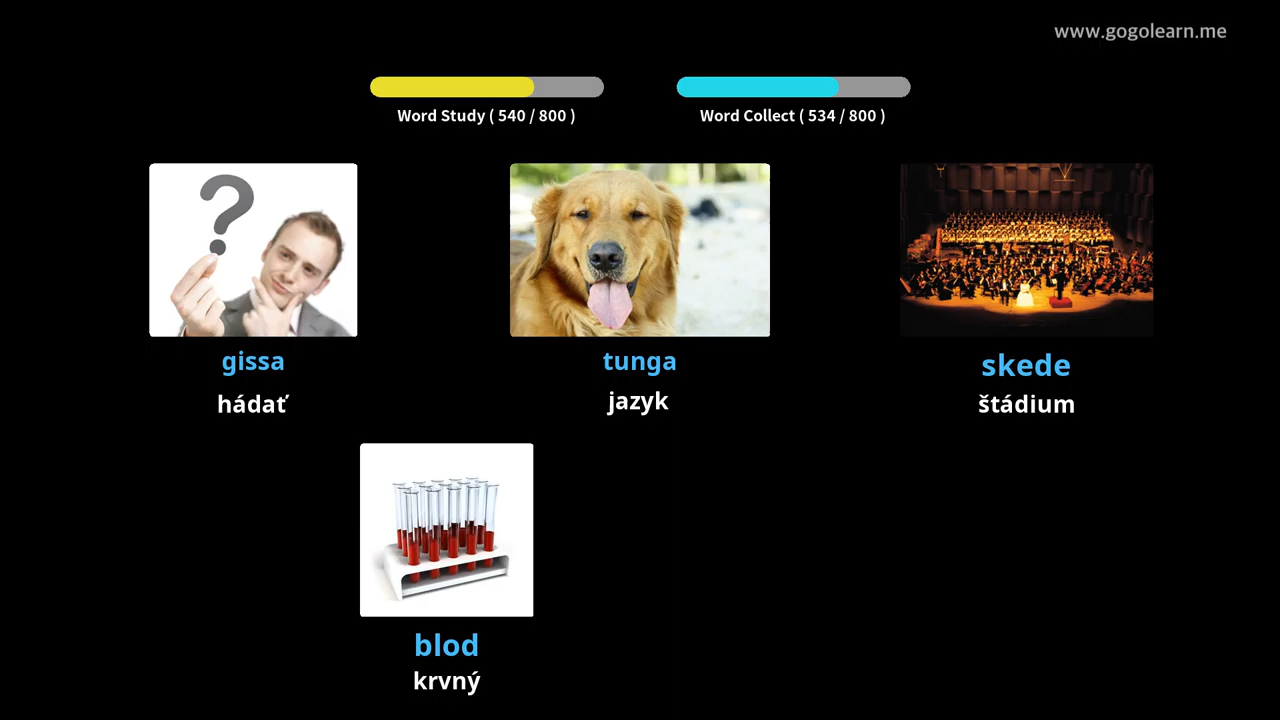 www.gogolearn.me
Word Study ( 540 / 800 )
Word Collect ( 534 / 800 )
gissa
hádať
tunga
jazyk
skede
štádium
blod
krvný